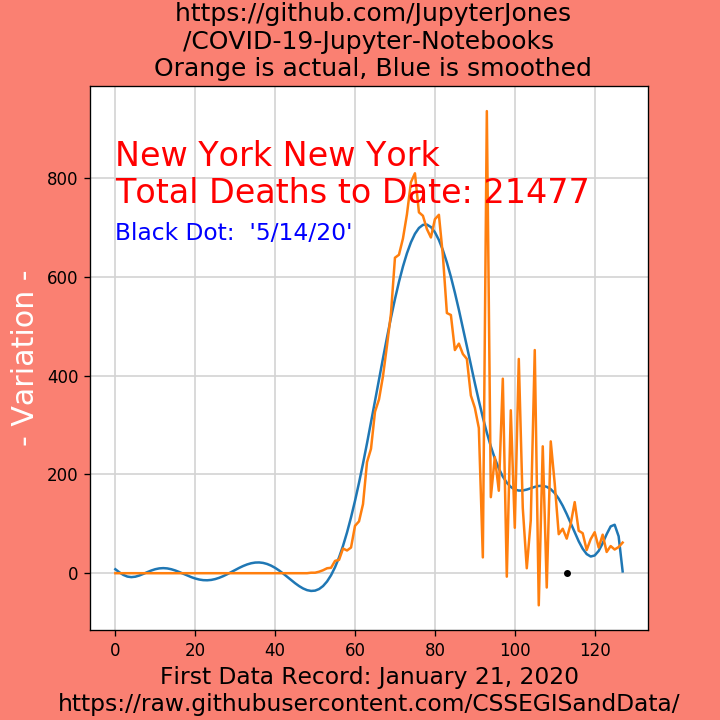 https://github.com/JupyterJones
/COVID-19-Jupyter-Notebooks
Orange is actual, Blue is smoothed
New York New York
Total Deaths to Date: 21477
Black Dot:  '5/14/20'
- Variation -
800
600
400
200
0
0 20 40 60 80 100 120
First Data Record: January 21, 2020
https://raw.githubusercontent.com/CSSEGISandData/